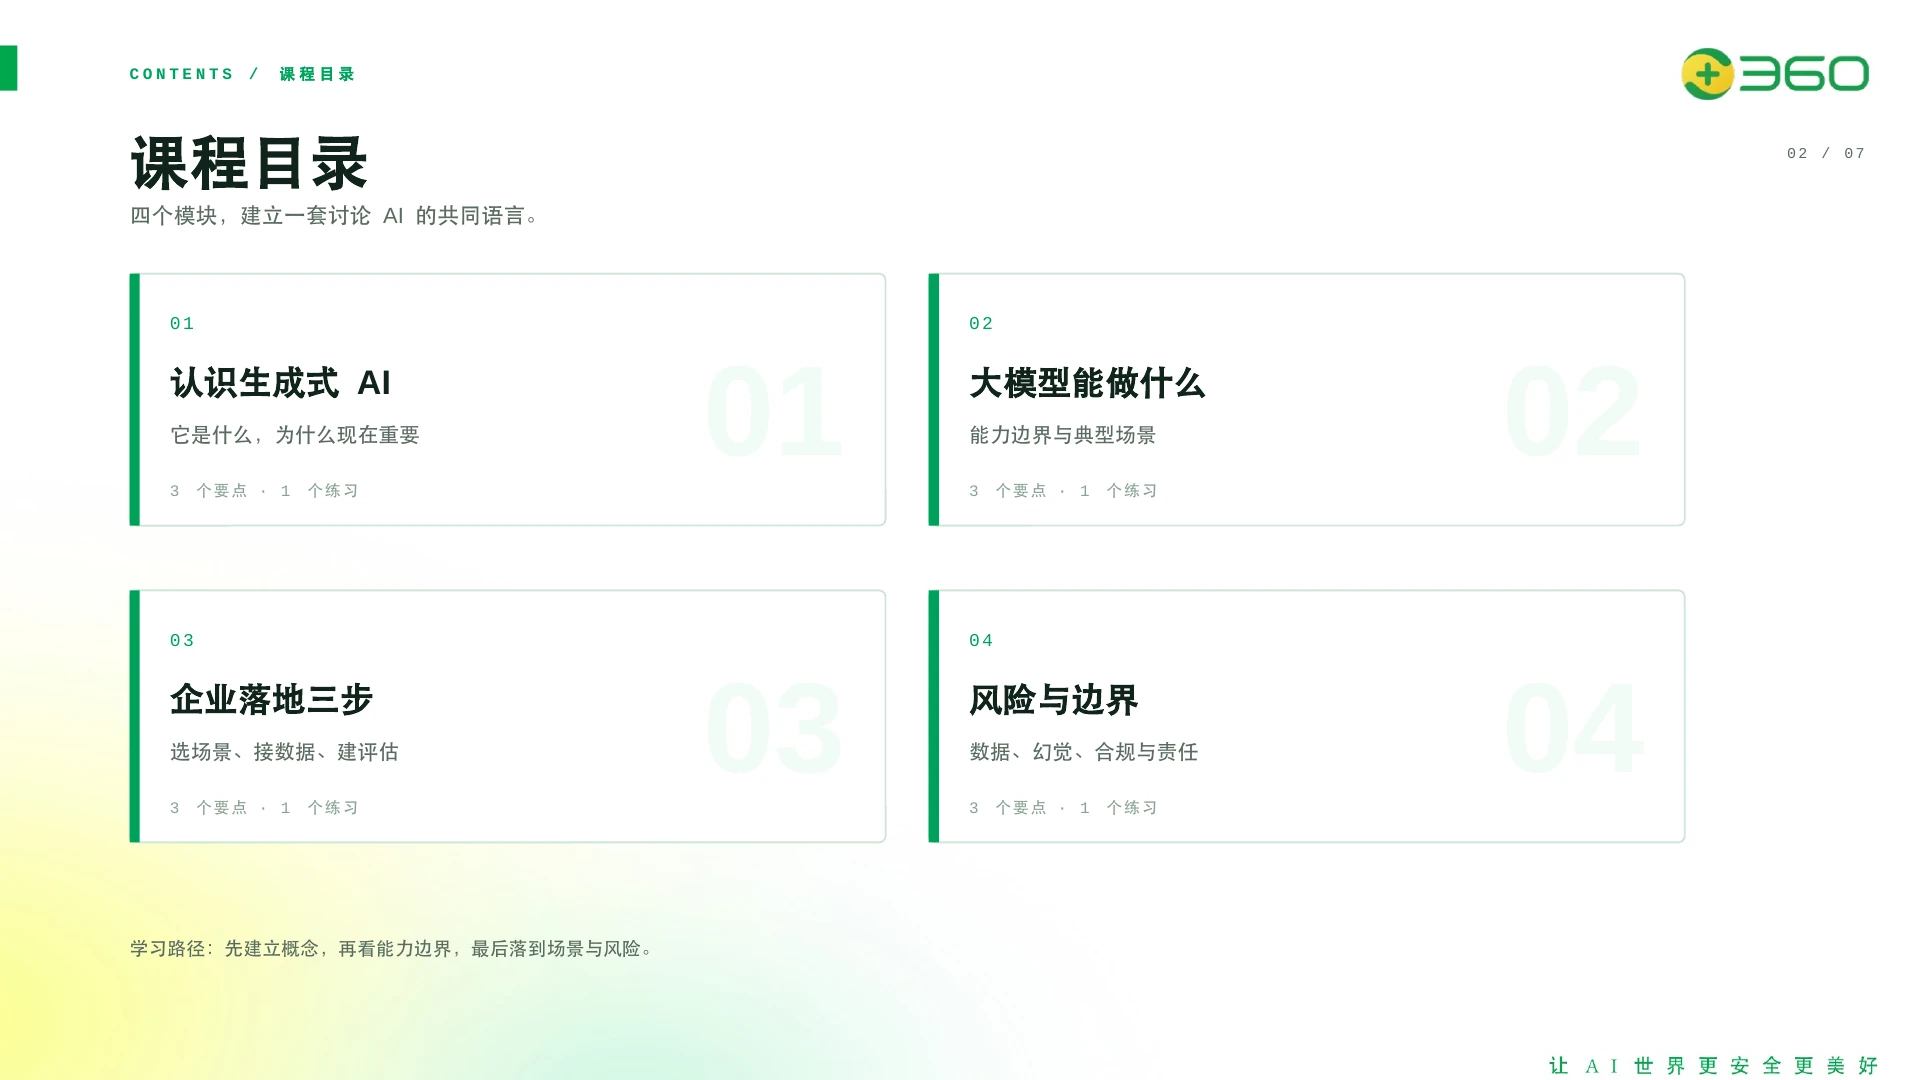 CONTENTS / 课程目录
360
课程目录
02 / 07
四个模块，建立一套讨论 AI 的共同语言。
01
认识生成式 AI
01
它是什么，为什么现在重要
3 个要点 · 1 个练习
02
大模型能做什么
02
能力边界与典型场景
3 个要点 · 1 个练习
03
企业落地三步
03
选场景、接数据、建评估
3 个要点 · 1 个练习
04
风险与边界
04
数据、幻觉、合规与责任
3 个要点 · 1 个练习
学习路径：先建立概念，再看能力边界，最后落到场景与风险。
让AI世界更安全更美好